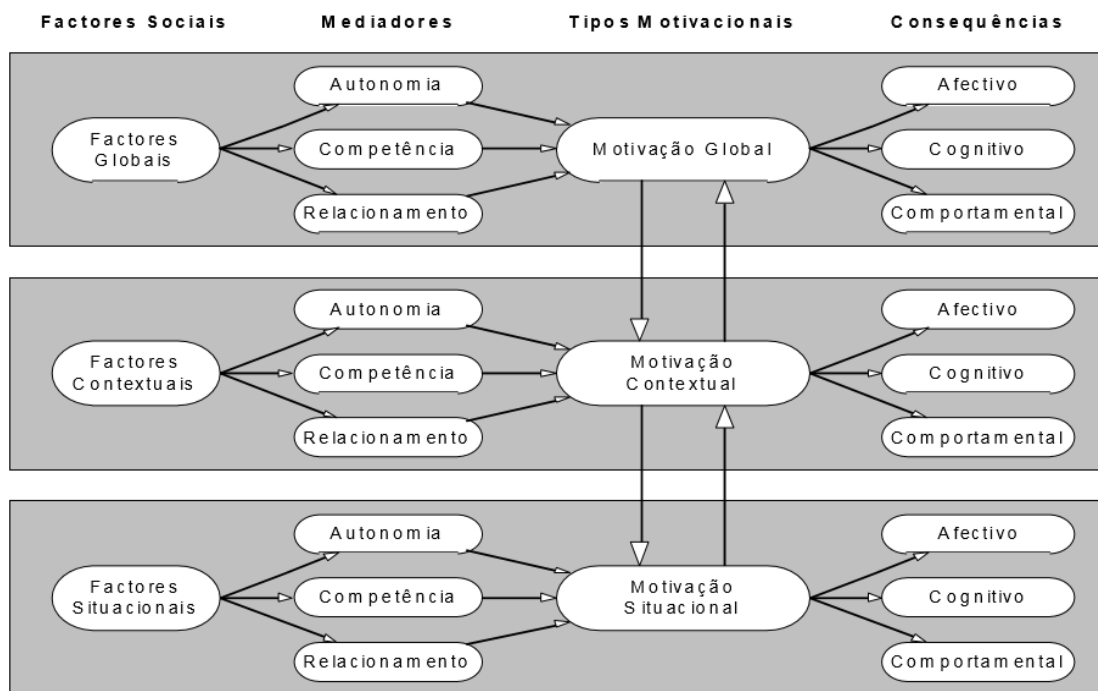 Factores Sociais
Mediadores
Tipos Motivacionais
Consequências
Factores
Globais
Autonomia
Competência
Relacionamento
Motivação Global
Afectivo
Cognitivo
Comportamental
Factores
Contextuais
Autonomia
Competência
Relacionamento
Motivação
Contextual
Afectivo
Cognitivo
Comportamental
Factores
Situacionais
Autonomia
Competência
Relacionamento
Motivação
Situacional
Afectivo
Cognitivo
Comportamental